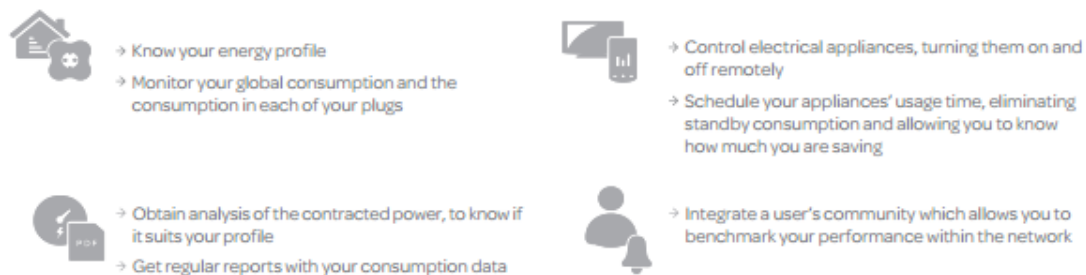 → Know your energy profile
→ Monitor your global consumption and the
consumption in each of your plugs
→ Control electrical appliances, turning them on and
off remotely
→ Schedule your appliances' usage time, eliminating
standby consumption and allowing you to know
how much you are saving
PDF
→ Obtain analysis of the contracted power, to know if
it suits your profile
→ Get regular reports with your consumption data
→ Integrate a user's community which allows you to
benchmark your performance within the network